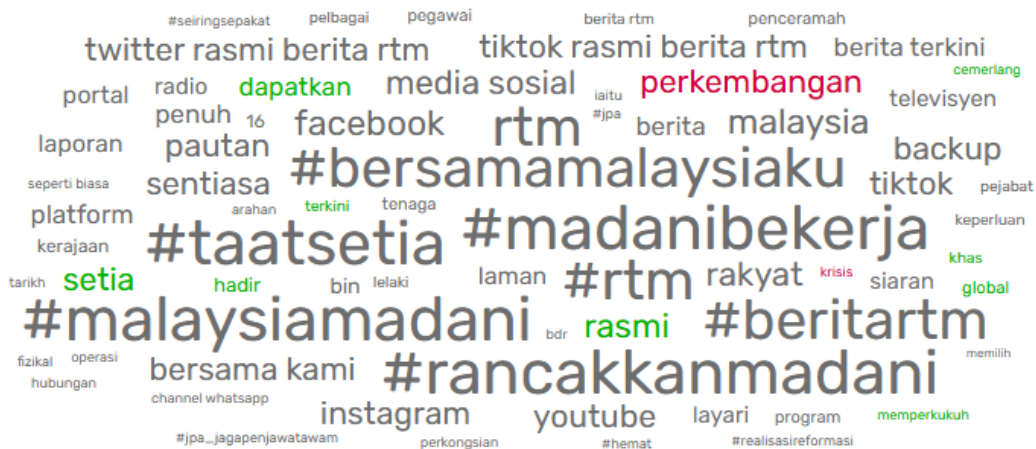 #seiringsepakat pelbagai pegawai berita rtm penceramah
twitter rasmi berita rtm tiktok rasmi berita rtm berita terkini
portal radio dapatkan media sosial perkembangan cemerlang
televisyen
penuh 16 facebook iaitu #jpa rtm berita malaysia
laporan pautan backup
#bersamamalaysiaku
seperti biasa sentiasa tiktok pejabat
platform arahan terkini tenaga keperluan
kerajaan #taatsetia #madanibekerja
khas
tarikh setia hadir bin lelaki laman #rtm rakyat krisis siaran global
#malaysiamadani bdr rasmi #beritartm
fizikal operasi memilih
hubungan bersama kami #rancakkanmadani
channel whatsapp
instagram youtube layari program memperkukuh
#jpa_jagapenjawatawam perkongsian #hemat #realisasireformasi